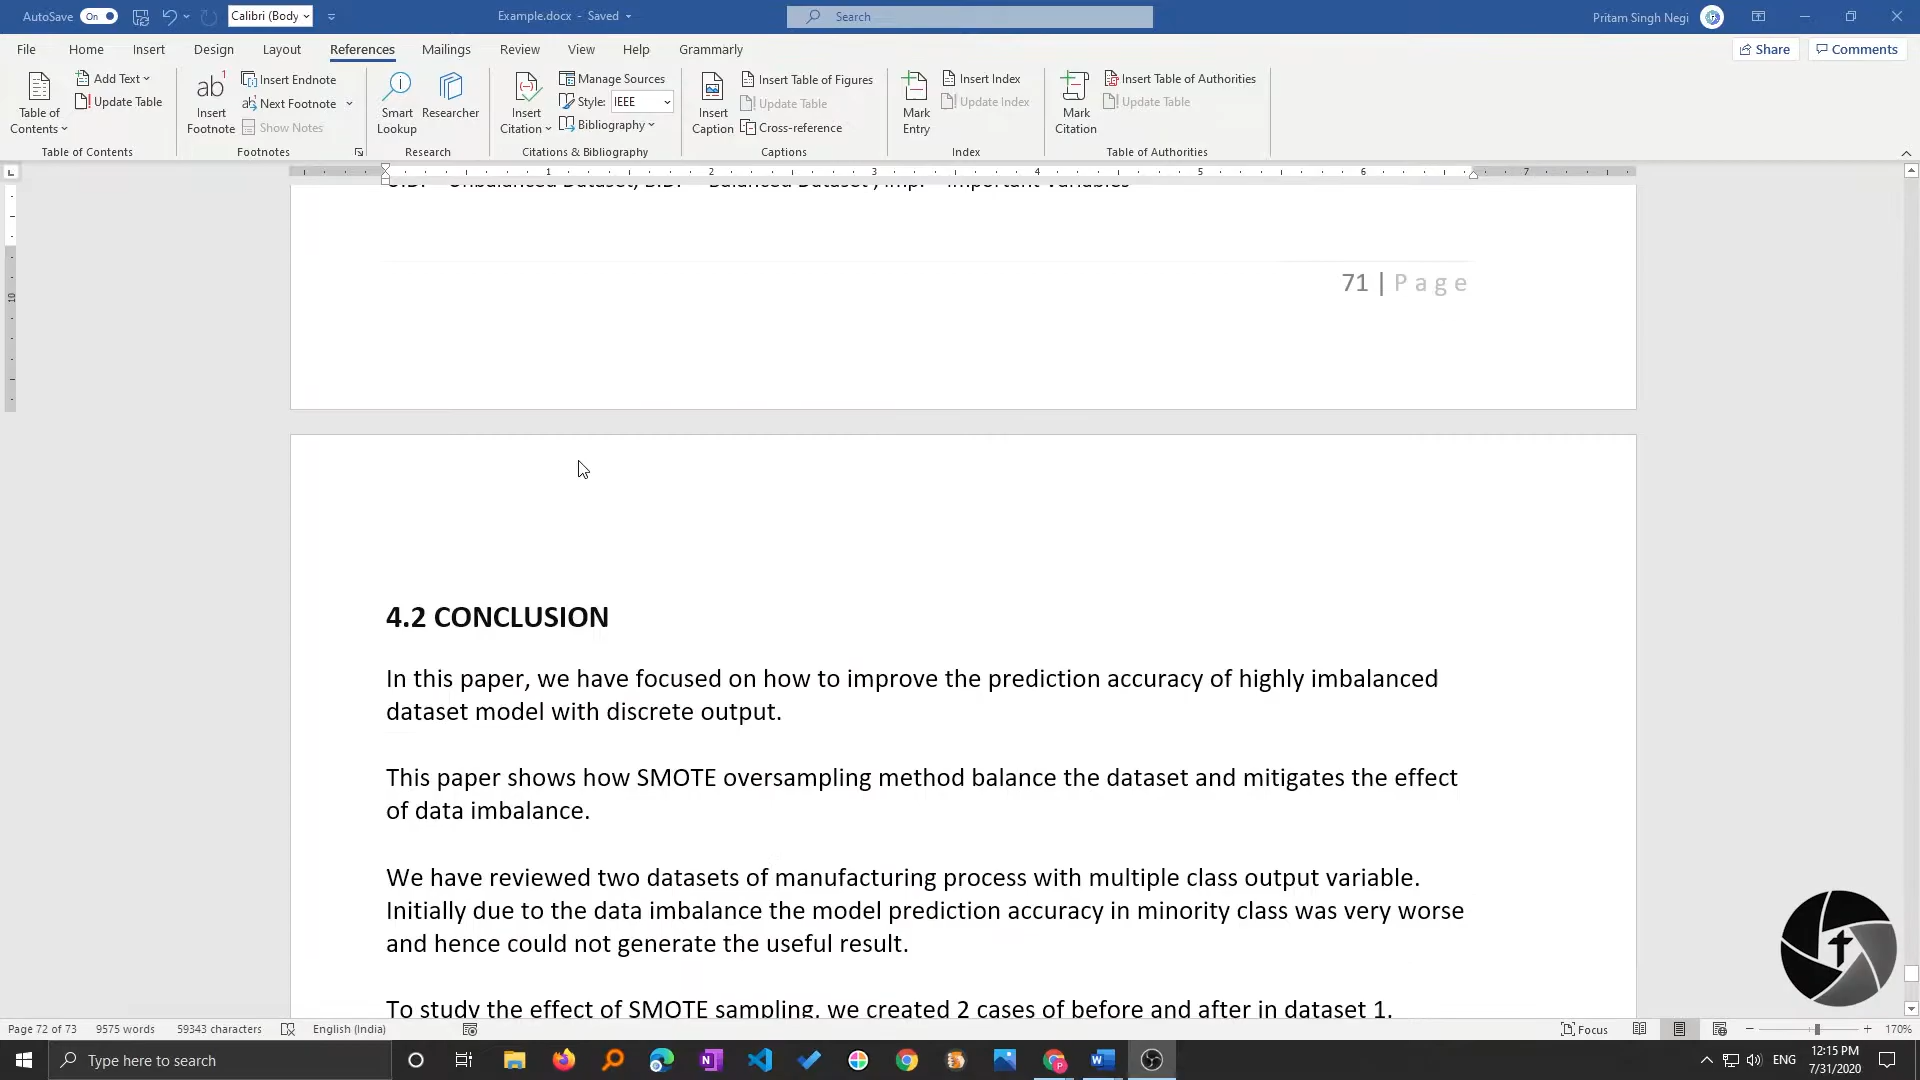 AutoSave On Calibri (Body Example.docx - Saved Search Pritam Singh Negi
File Home Insert Design Layout References Mailings Review View Help Grammarly Share Comments
Table of Contents
Add Text
Update Table
Table of Contents
ab1
Insert Footnote
Insert Endnote
Next Footnote
Show Notes
Footnotes
Smart Lookup
Researcher
Research
Insert Citation
Manage Sources
Style: IEEE
Bibliography
Citations & Bibliography
Insert Caption
Insert Table of Figures
Update Table
Cross-reference
Captions
Mark Entry
Insert Index
Update Index
Index
Mark Citation
Insert Table of Authorities
Update Table
Table of Authorities
1 2 3 4 5 6 7
10
71 | Page
4.2 CONCLUSION
In this paper, we have focused on how to improve the prediction accuracy of highly imbalanced
dataset model with discrete output.
This paper shows how SMOTE oversampling method balance the dataset and mitigates the effect
of data imbalance.
We have reviewed two datasets of manufacturing process with multiple class output variable.
Initially due to the data imbalance the model prediction accuracy in minority class was very worse
and hence could not generate the useful result.
To study the effect of SMOTE sampling, we created 2 cases of before and after in dataset 1.
Page 72 of 73 9575 words 59343 characters English (India) Focus 170%
Type here to search ENG 12:15 PM
7/31/2020